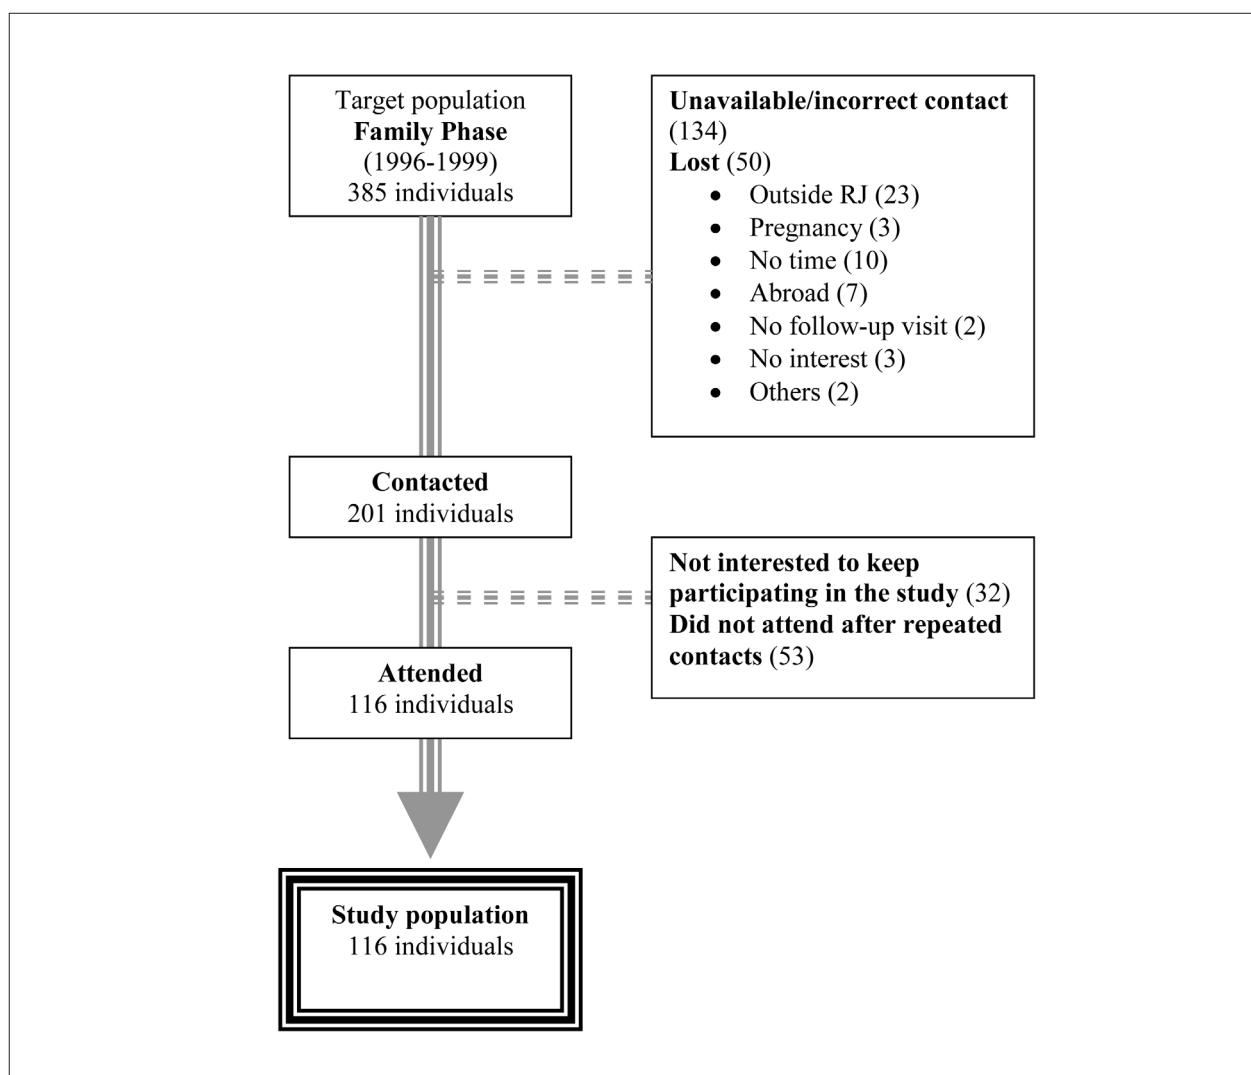 Target population
Family Phase
(1996-1999)
385 individuals
Unavailable/incorrect contact
(134)
Lost (50)
• Outside RJ (23)
• Pregnancy (3)
• No time (10)
• Abroad (7)
• No follow-up visit (2)
• No interest (3)
• Others (2)
Contacted
201 individuals
Not interested to keep
participating in the study (32)
Did not attend after repeated
contacts (53)
Attended
116 individuals
Study population
116 individuals